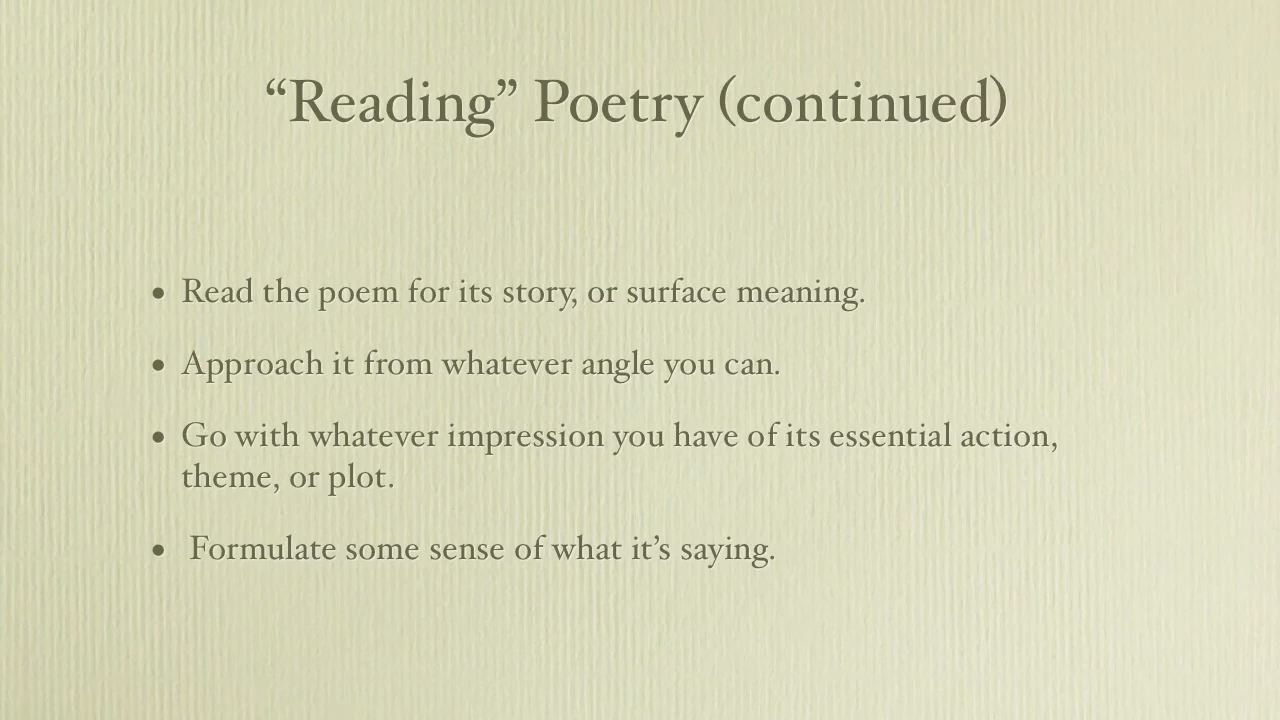 “Reading” Poetry (continued)
• Read the poem for its story, or surface meaning.
• Approach it from whatever angle you can.
• Go with whatever impression you have of its essential action,
theme, or plot.
• Formulate some sense of what it’s saying.